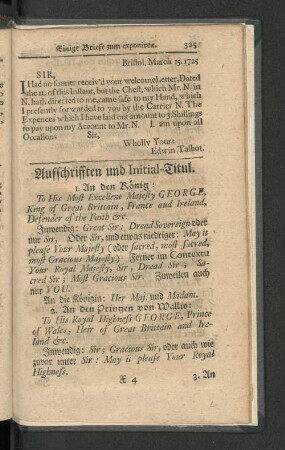 Einige Briefe zum exponiren. 325
Bristol. March 15. 1725
SIR,
I Had no sooner receiv'd your welcome Letter, Dated
the 11. of this Instant, but the Chest, which Mr. N. in
N. hath directed to me, came safe to my Hand, which
I presently forwarded to you by the Carrier N. The
Expences which I have laid out amount to 5. Shillings
to pay upon my Account to Mr. N. I am upon all
Occasions Sir,
Wholly Yours
Edwin Talbot.
Aufschrifften und Initial-Titul.
1. An den König:
To His Most Excellent Majesty GEORGE,
King of Great Brittain, France and Ireland,
Defender of the Faith &c.
Inwendig: Great Sir; Dread Sovereign oder
nur Sir, Oder Sir, und etwas niedriger: May it
please Your Majesty (oder sacred, most sacred,
most Gracious Majesty.) Ferner im Contextu
Your Royal Majesty, Sir, Dread Sir; Sa-
cred Sir; Most Gracious Sir. Zuweilen auch
nur YOU.
An die Königin: Her Maj. und Madam.
2. An den Printzen von Wallis:
To His Royal Highness GEORGE, Prince
of Wales, Heir of Great Brittain and Ire-
land &c.
Inwendig: Sir; Gracious Sir, oder auch wie
zuvor unter Sir: May it please Your Royal
Highness.
Æ 4 3. An